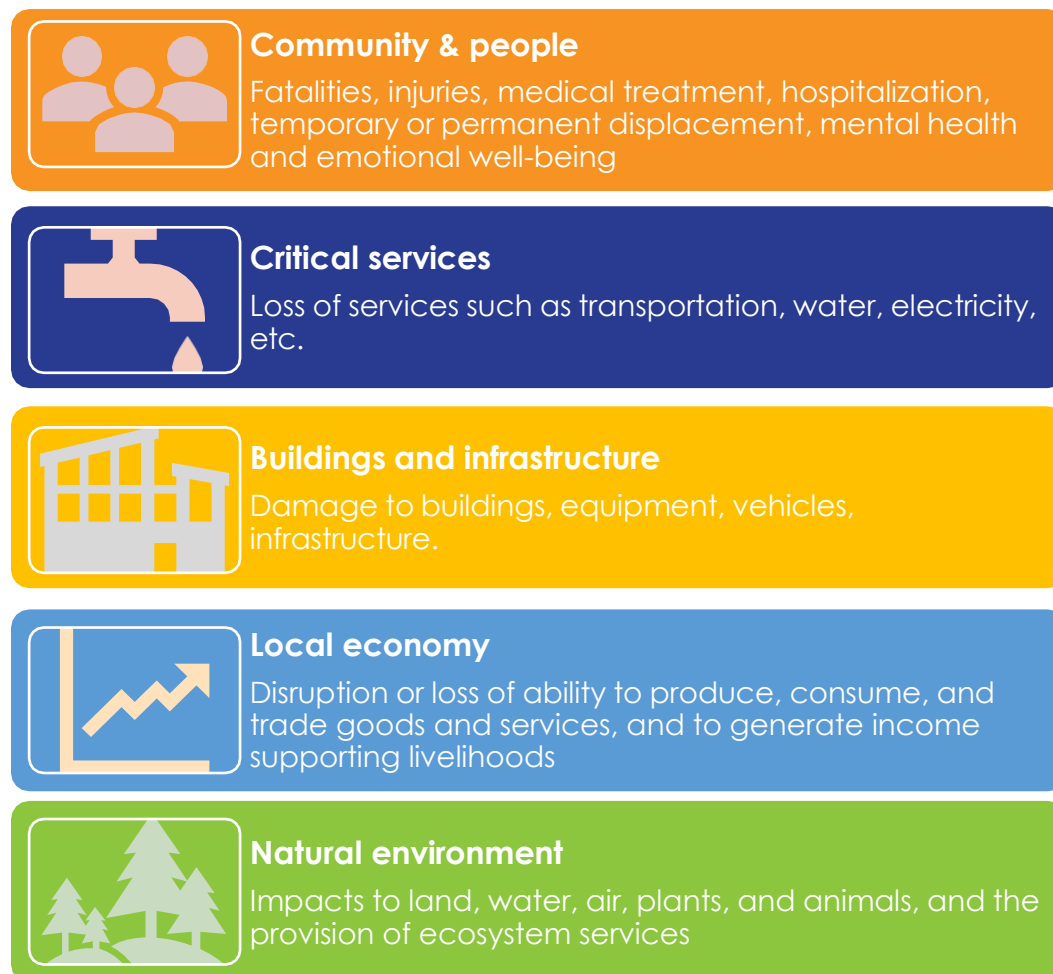 Community & people
Fatalities, injuries, medical treatment, hospitalization,
temporary or permanent displacement, mental health
and emotional well-being
Critical services
Loss of services such as transportation, water, electricity,
etc.
Buildings and infrastructure
Damage to buildings, equipment, vehicles,
infrastructure.
Local economy
Disruption or loss of ability to produce, consume, and
trade goods and services, and to generate income
supporting livelihoods
Natural environment
Impacts to land, water, air, plants, and animals, and the
provision of ecosystem services